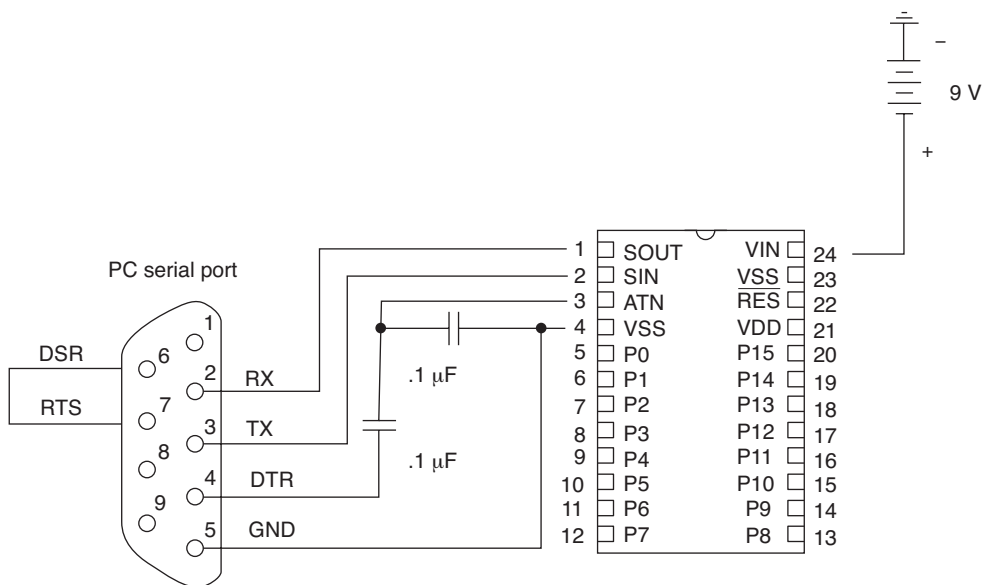 −
9 V
+
PC serial port
DSR
RTS
1
6
2
7
3
8
4
9
5
RX
TX
DTR
GND
.1 μF
.1 μF
1 SOUT VIN 24
2 SIN VSS 23
3 ATN RES 22
4 VSS VDD 21
5 P0 P15 20
6 P1 P14 19
7 P2 P13 18
8 P3 P12 17
9 P4 P11 16
10 P5 P10 15
11 P6 P9 14
12 P7 P8 13